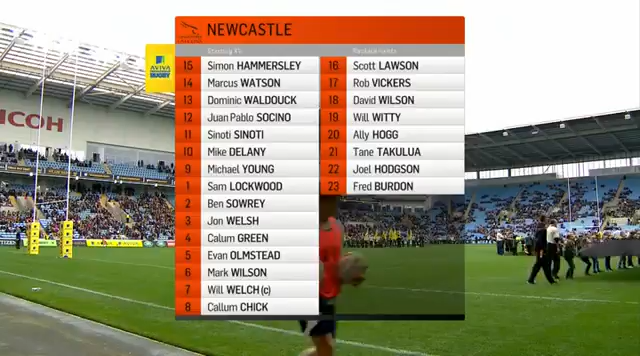 NEWCASTLE
Starting XV
Replacements
AVIVA
RUGBY
RICOH
15 Simon HAMMERSLEY
14 Marcus WATSON
13 Dominic WALDOUCK
12 Juan Pablo SOCINO
11 Sinoti SINOTI
10 Mike DELANY
9 Michael YOUNG
1 Sam LOCKWOOD
2 Ben SOWREY
3 Jon WELSH
4 Calum GREEN
5 Evan OLMSTEAD
6 Mark WILSON
7 Will WELCH (c)
8 Callum CHICK
16 Scott LAWSON
17 Rob VICKERS
18 David WILSON
19 Will WITTY
20 Ally HOGG
21 Tane TAKULUA
22 Joel HODGSON
23 Fred BURDON